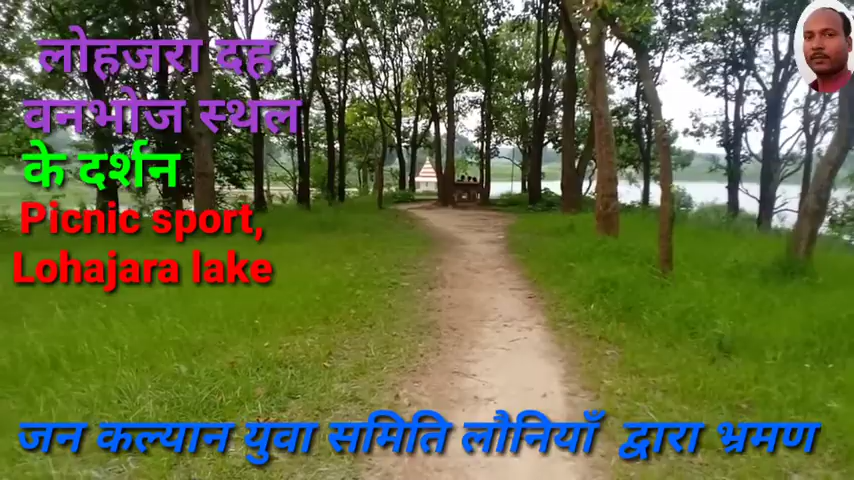 लोहजरा दह
वनभोज स्थल
के दर्शन
Picnic sport,
Lohajara lake
जन कल्यान युवा समिति लौनियाँ द्वारा भ्रमण